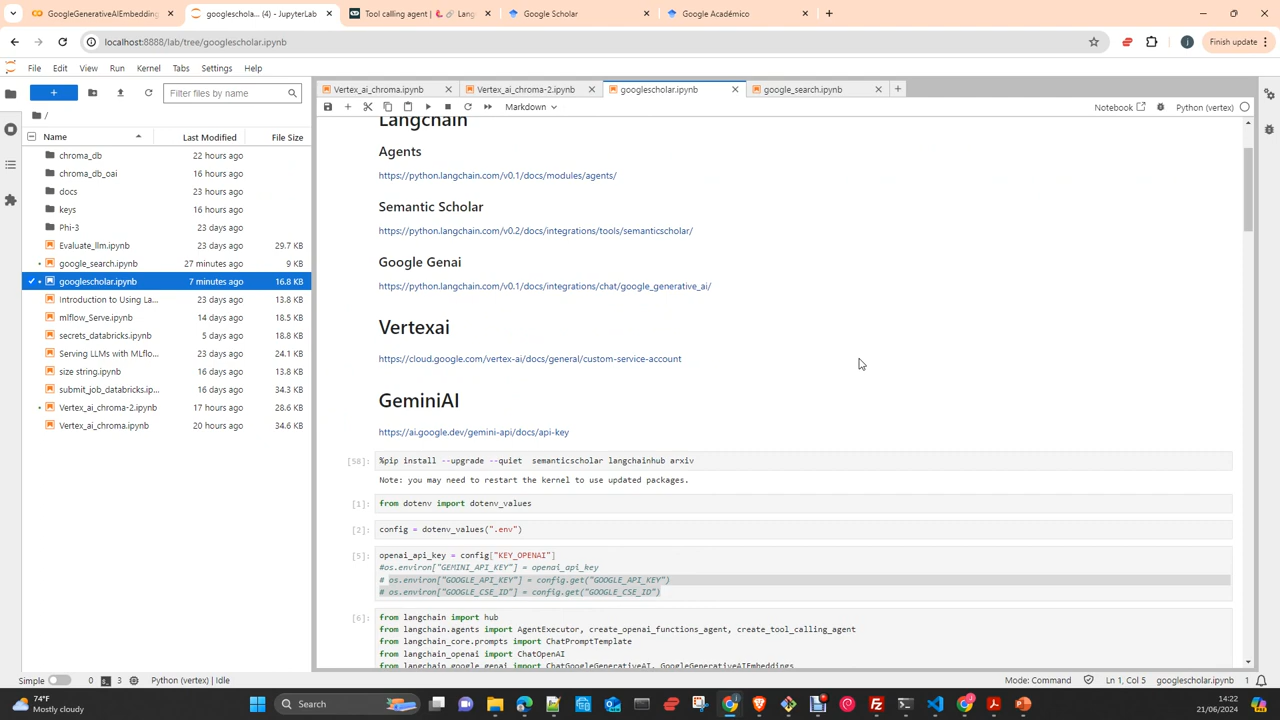 GoogleGenerativeAIEmbedding
googleschola... (4) - JupyterLab
Tool calling agent | 🦜️🔗 Lang
Google Scholar
Google Académico
localhost:8888/lab/tree/googlescholar.ipynb
Finish update
File Edit View Run Kernel Tabs Settings Help
Filter files by name
/
Name Last Modified File Size
chroma_db 22 hours ago
chroma_db_oai 16 hours ago
docs 23 hours ago
keys 16 hours ago
Phi-3 23 days ago
Evaluate_llm.ipynb 23 days ago 29.7 KB
google_search.ipynb 27 minutes ago 9 KB
googlescholar.ipynb 7 minutes ago 16.8 KB
Introduction to Using La... 23 days ago 13.8 KB
mlflow_Serve.ipynb 14 days ago 18.5 KB
secrets_databricks.ipynb 5 days ago 18.8 KB
Serving LLMs with MLflo... 23 days ago 24.1 KB
size string.ipynb 16 days ago 13.8 KB
submit_job_databricks.ip... 16 days ago 34.3 KB
Vertex_ai_chroma-2.ipynb 17 hours ago 28.6 KB
Vertex_ai_chroma.ipynb 20 hours ago 34.6 KB
Vertex_ai_chroma.ipynb
Vertex_ai_chroma-2.ipynb
googlescholar.ipynb
google_search.ipynb
Markdown
Notebook
Python (vertex)
Langchain
Agents
https://python.langchain.com/v0.1/docs/modules/agents/
Semantic Scholar
https://python.langchain.com/v0.2/docs/integrations/tools/semanticscholar/
Google Genai
https://python.langchain.com/v0.1/docs/integrations/chat/google_generative_ai/
Vertexai
https://cloud.google.com/vertex-ai/docs/general/custom-service-account
GeminiAI
https://ai.google.dev/gemini-api/docs/api-key
[58]: %pip install --upgrade --quiet  semanticscholar langchainhub arxiv
Note: you may need to restart the kernel to use updated packages.
[1]: from dotenv import dotenv_values
[2]: config = dotenv_values(".env")
[5]: openai_api_key = config["KEY_OPENAI"]
#os.environ["GEMINI_API_KEY"] = openai_api_key
# os.environ["GOOGLE_API_KEY"] = config.get("GOOGLE_API_KEY")
# os.environ["GOOGLE_CSE_ID"] = config.get("GOOGLE_CSE_ID")
[6]: from langchain import hub
from langchain.agents import AgentExecutor, create_openai_functions_agent, create_tool_calling_agent
from langchain_core.prompts import ChatPromptTemplate
from langchain_openai import ChatOpenAI
from langchain_google_genai import ChatGoogleGenerativeAI, GoogleGenerativeAIEmbeddings
Simple 0 3 Python (vertex) | Idle
Mode: Command Ln 1, Col 5 googlescholar.ipynb 1
74°F
Mostly cloudy
Search
14:22
21/06/2024